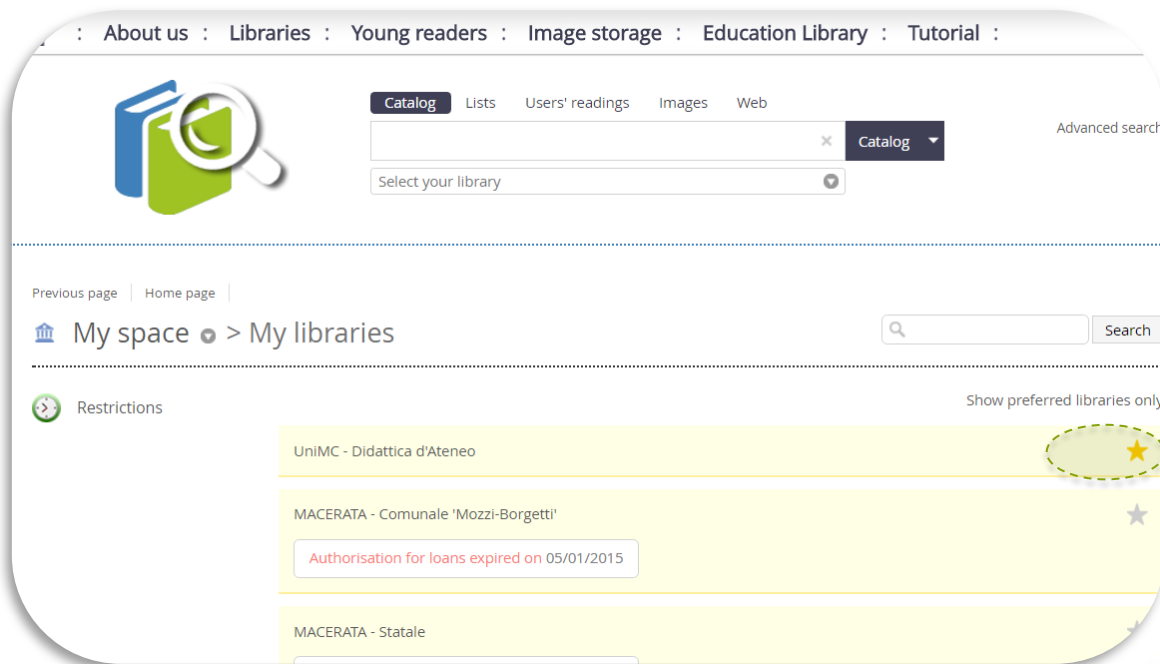 : About us : Libraries : Young readers : Image storage : Education Library : Tutorial :
Catalog Lists Users' readings Images Web
Advanced search
Catalog
Select your library
Previous page Home page
My space > My libraries
Search
Restrictions
Show preferred libraries only
UniMC - Didattica d'Ateneo
MACERATA - Comunale 'Mozzi-Borgetti'
Authorisation for loans expired on 05/01/2015
MACERATA - Statale